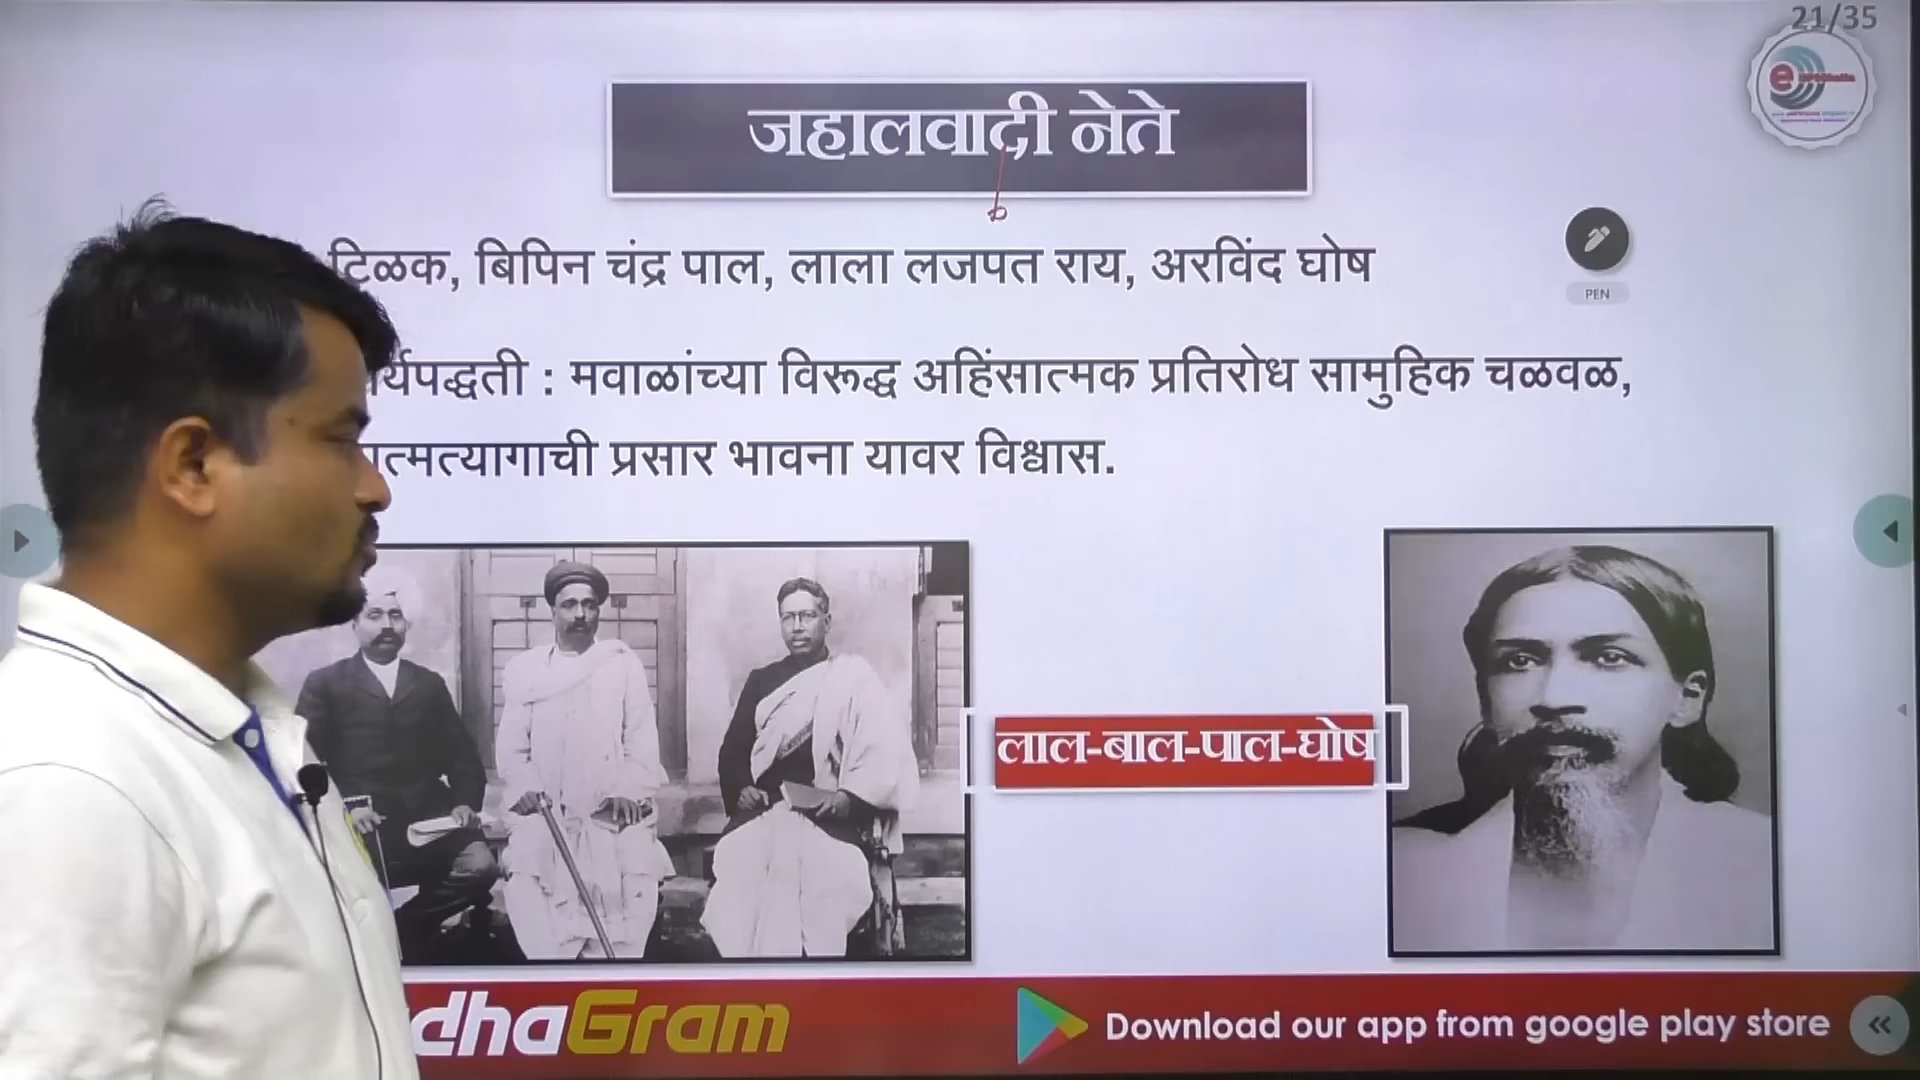 21/35
जहालवादी नेते
टिळक, बिपिन चंद्र पाल, लाला लजपत राय, अरविंद घोष
PEN
र्यपद्धती : मवाळांच्या विरूद्ध अहिंसात्मक प्रतिरोध सामुहिक चळवळ,
त्मत्यागाची प्रसार भावना यावर विश्वास.
लाल-बाल-पाल-घोष
dhaGram
Download our app from google play store